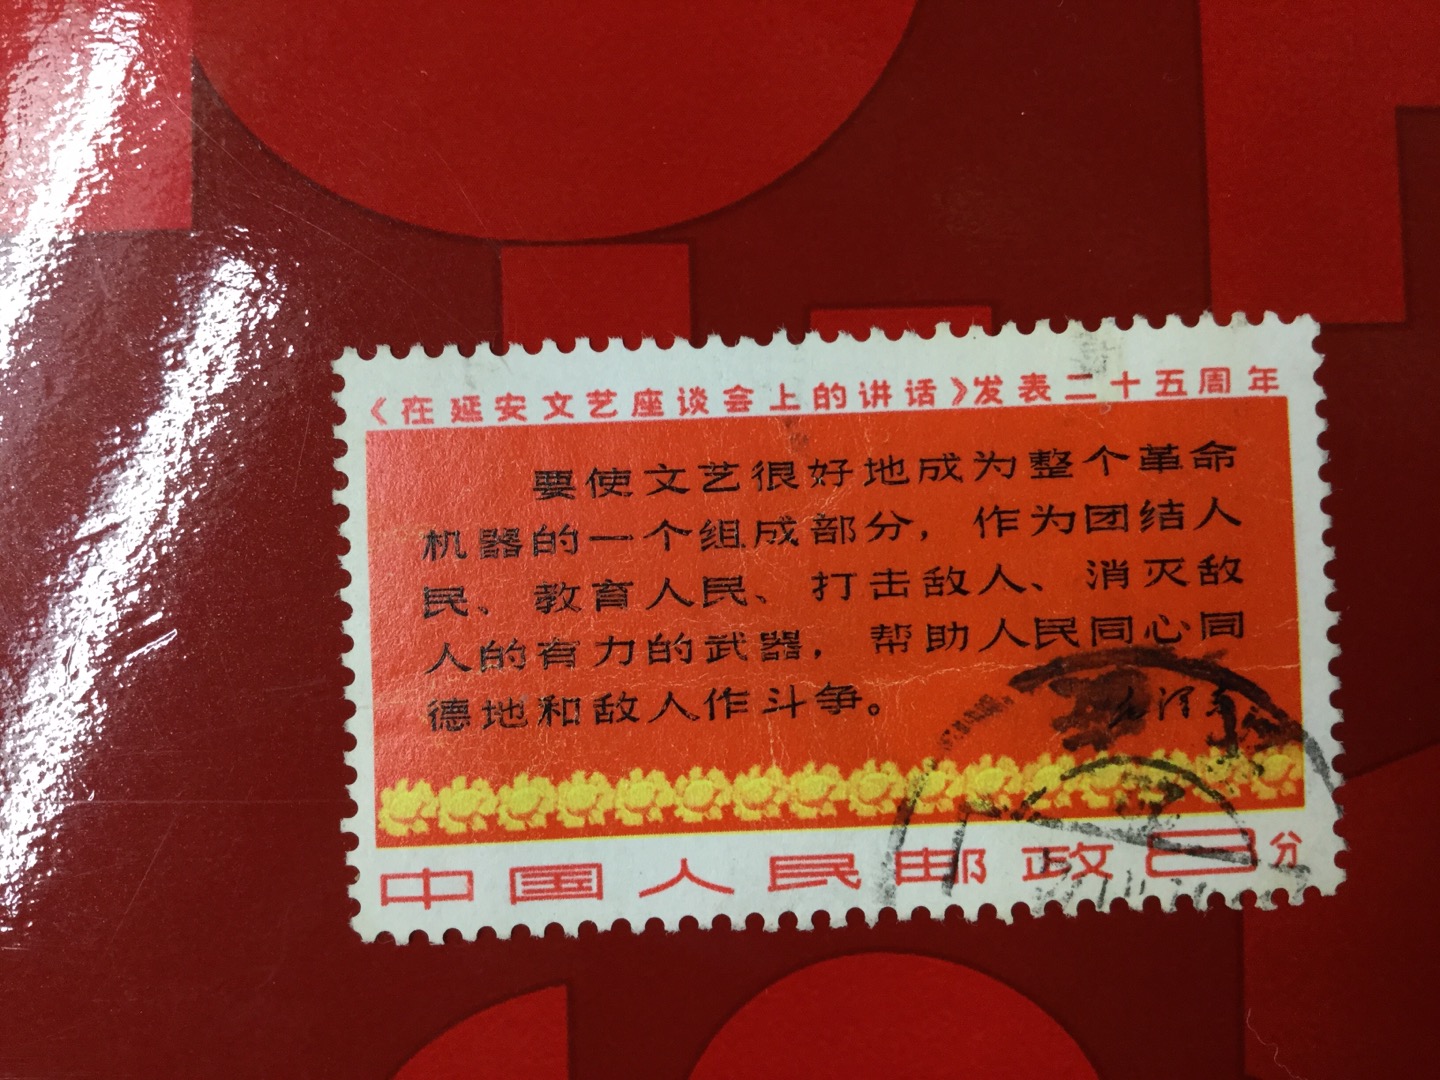 《在延安文艺座谈会上的讲话》发表二十五周年
要使文艺很好地成为整个革命
机器的一个组成部分，作为团结人
民、教育人民、打击敌人、消灭敌
人的有力的武器，帮助人民同心同
德地和敌人作斗争。
毛泽东
中国人民邮政8分